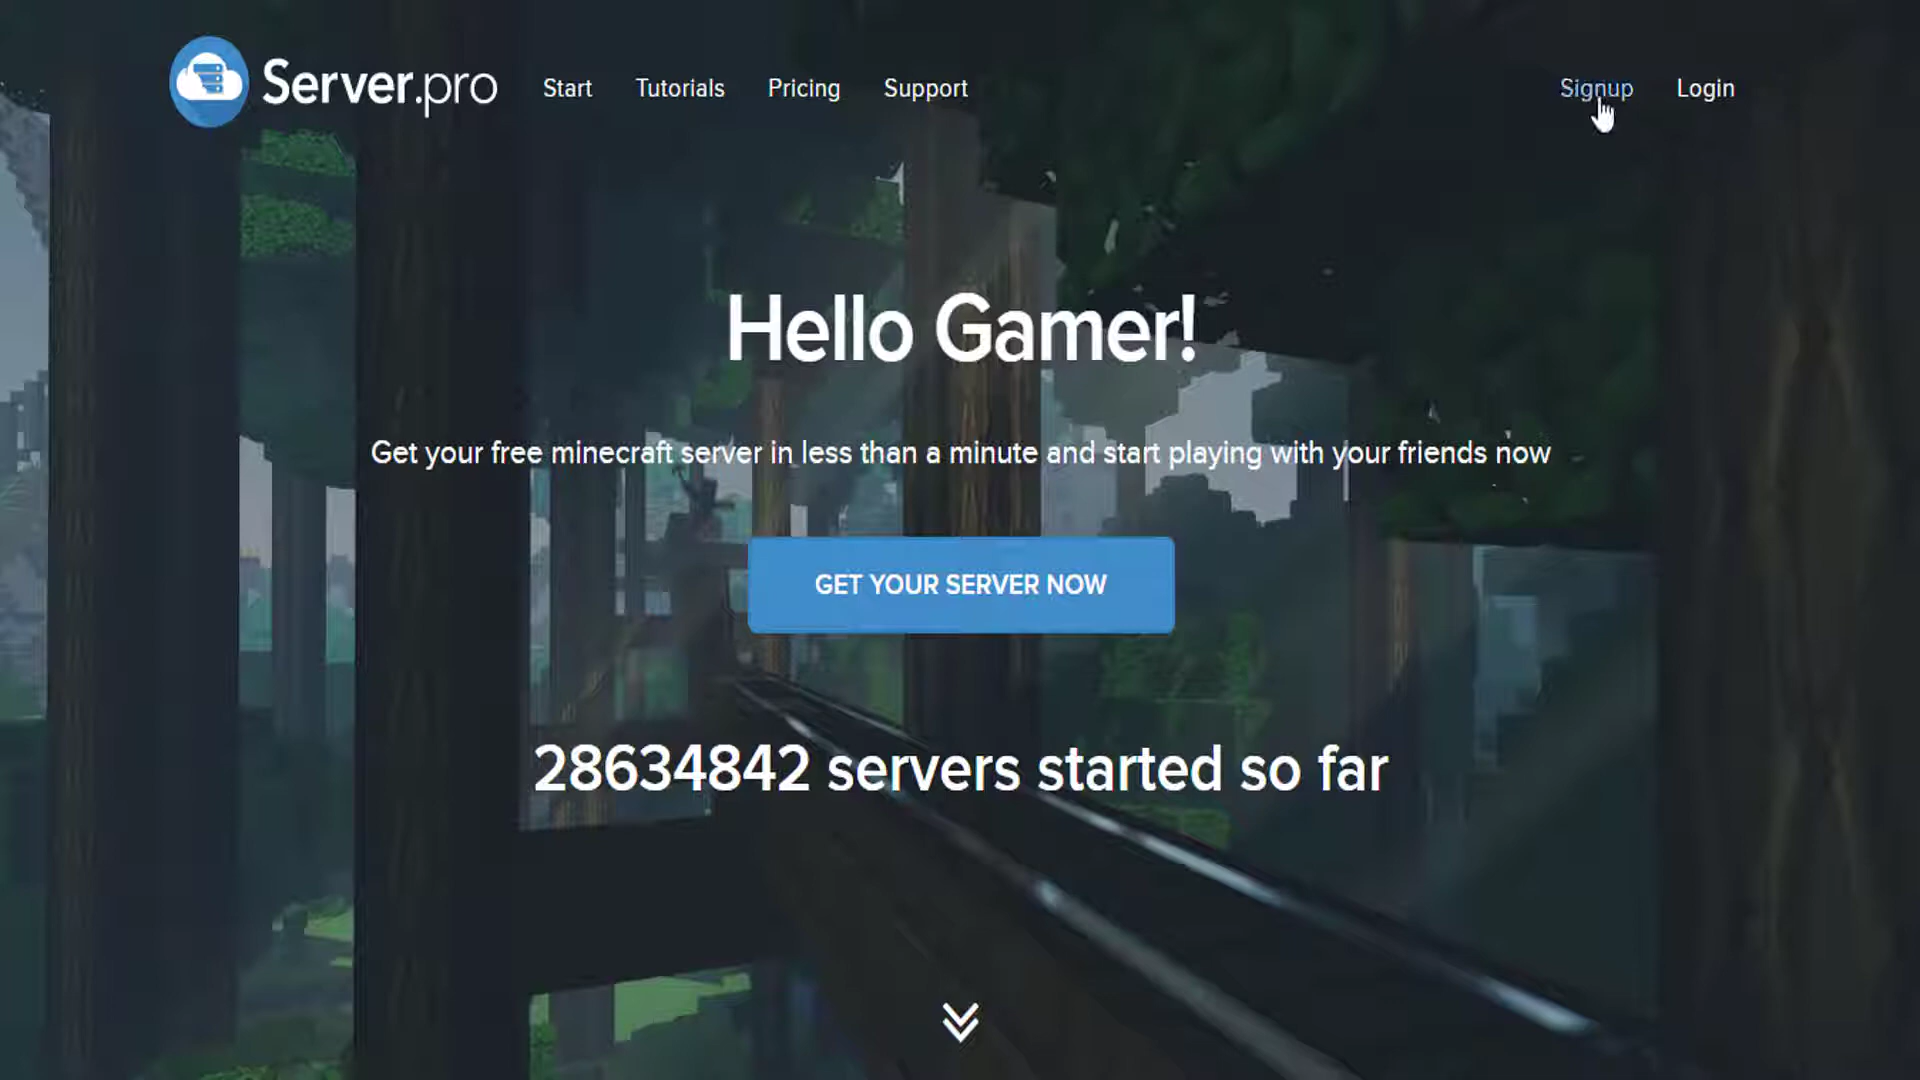 Server.pro
Start
Tutorials
Pricing
Support
Signup
Login
Hello Gamer!
Get your free minecraft server in less than a minute and start playing with your friends now
GET YOUR SERVER NOW
28634842 servers started so far